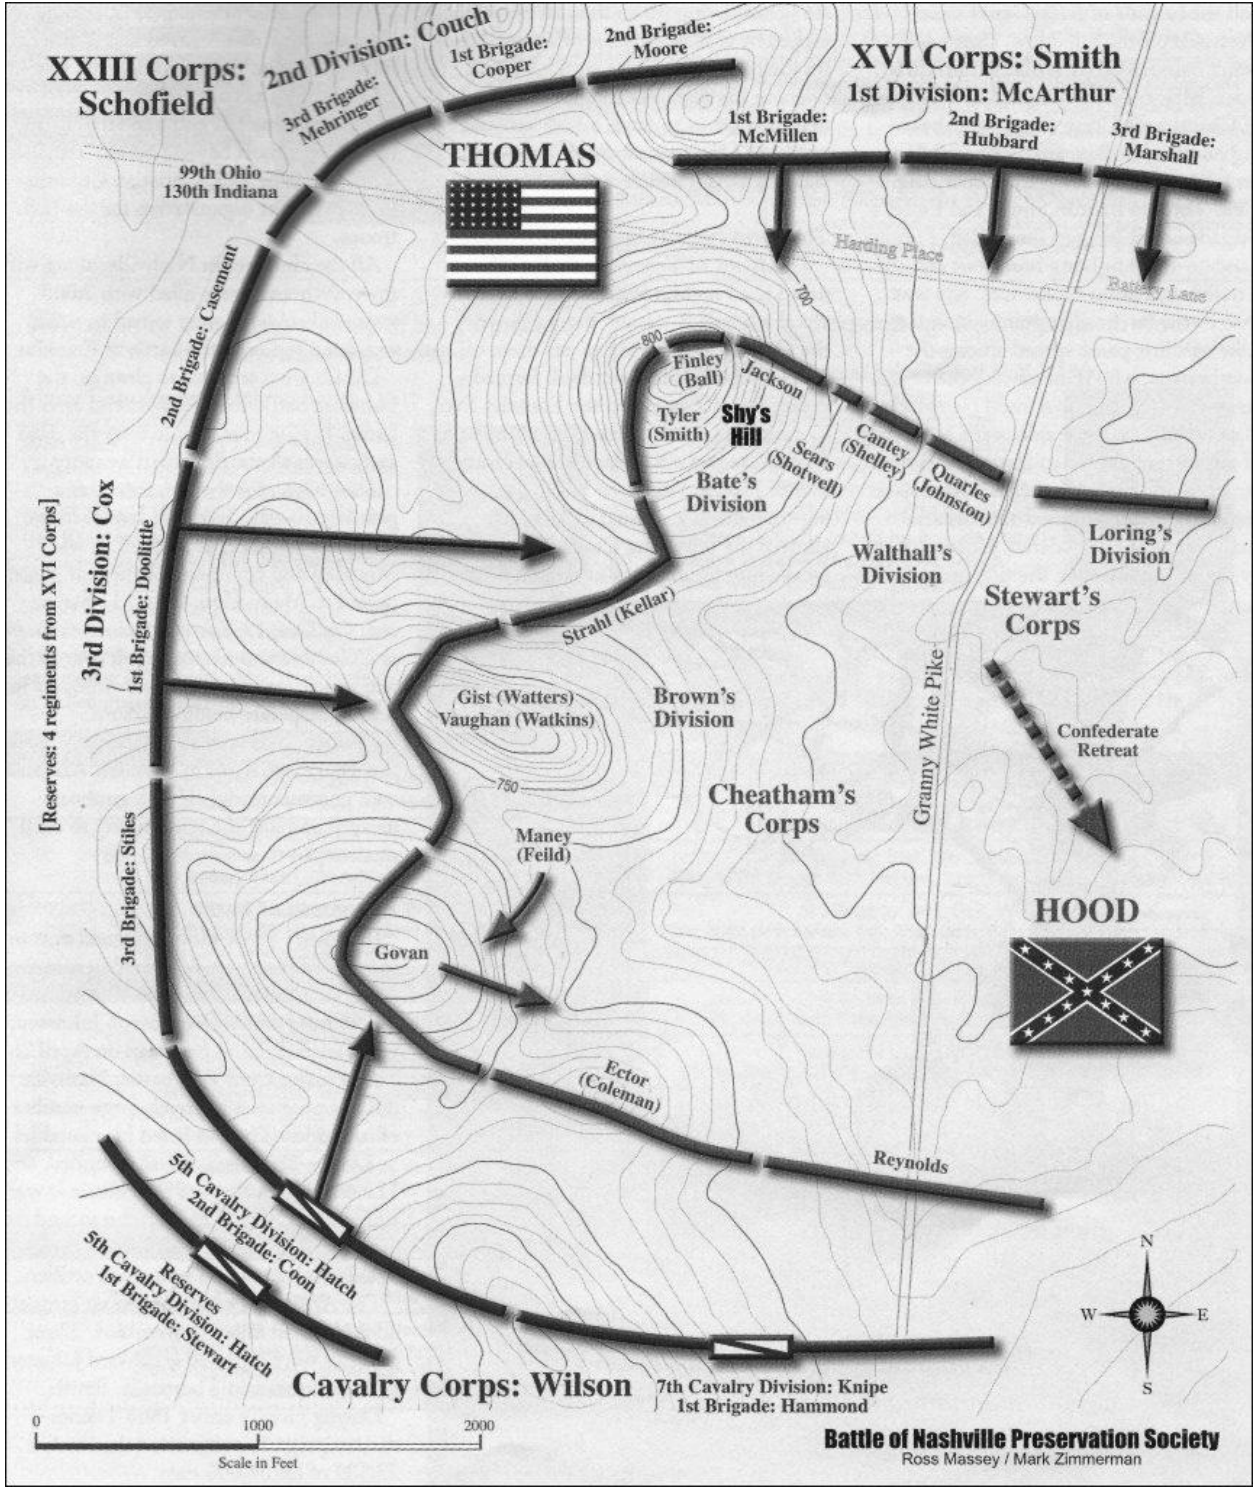 XXIII Corps:
Schofield
2nd Division: Couch
3rd Brigade:
Mehringer
1st Brigade:
Cooper
2nd Brigade:
Moore
XVI Corps: Smith
1st Division: McArthur
1st Brigade:
McMillen
2nd Brigade:
Hubbard
3rd Brigade:
Marshall
99th Ohio
130th Indiana
THOMAS
Harding Place
Battery Lane
700
800
2nd Brigade: Casement
Finley
(Ball)
Jackson
Tyler
(Smith)
Shy's
Hill
Sears
(Shotwell)
Cantey
(Shelley)
Quarles
(Johnston)
Bate's
Division
Walthall's
Division
Loring's
Division
Stewart's
Corps
[Reserves: 4 regiments from XVI Corps]
3rd Division: Cox
1st Brigade: Doolittle
Strahl (Kellar)
Gist (Watters)
Vaughan (Watkins)
Brown's
Division
Granny White Pike
Confederate
Retreat
750
Cheatham's
Corps
Maney
(Feild)
3rd Brigade: Stiles
Govan
HOOD
Ector
(Coleman)
Reynolds
5th Cavalry Division: Hatch
2nd Brigade: Coon
Reserves
5th Cavalry Division: Hatch
1st Brigade: Stewart
N
W
E
S
Cavalry Corps: Wilson
7th Cavalry Division: Knipe
1st Brigade: Hammond
0
1000
2000
Scale in Feet
Battle of Nashville Preservation Society
Ross Massey / Mark Zimmerman